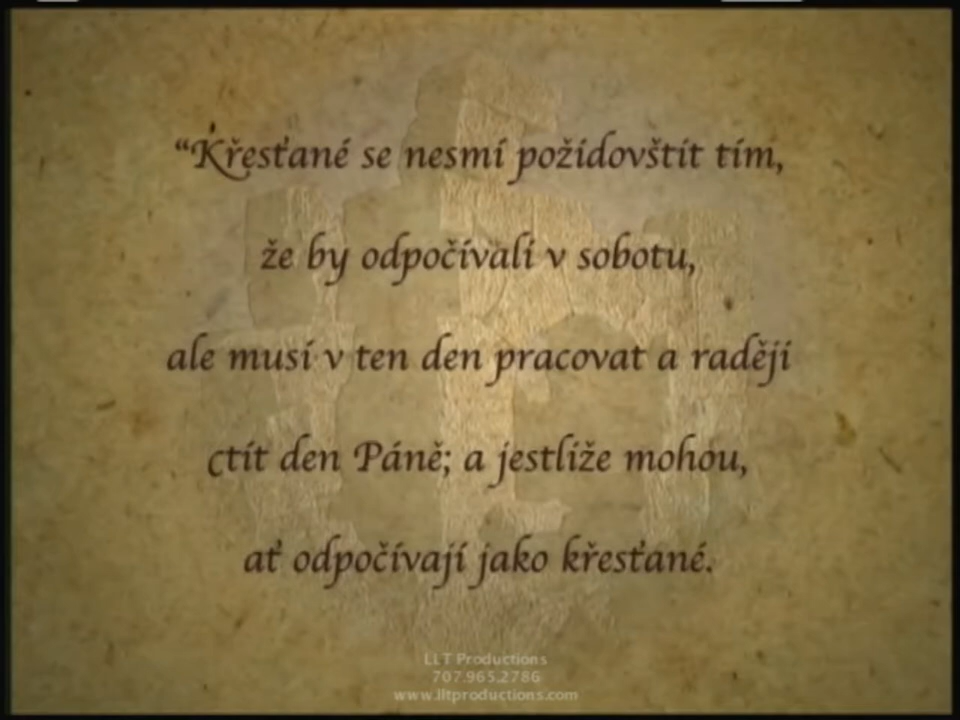 “Křesťané se nesmí požidovštit tím,
že by odpočívali v sobotu,
ale musí v ten den pracovat a raději
ctít den Páně; a jestliže mohou,
ať odpočívají jako křesťané.
LLT Productions
707.965.2786
www.lltproductions.com